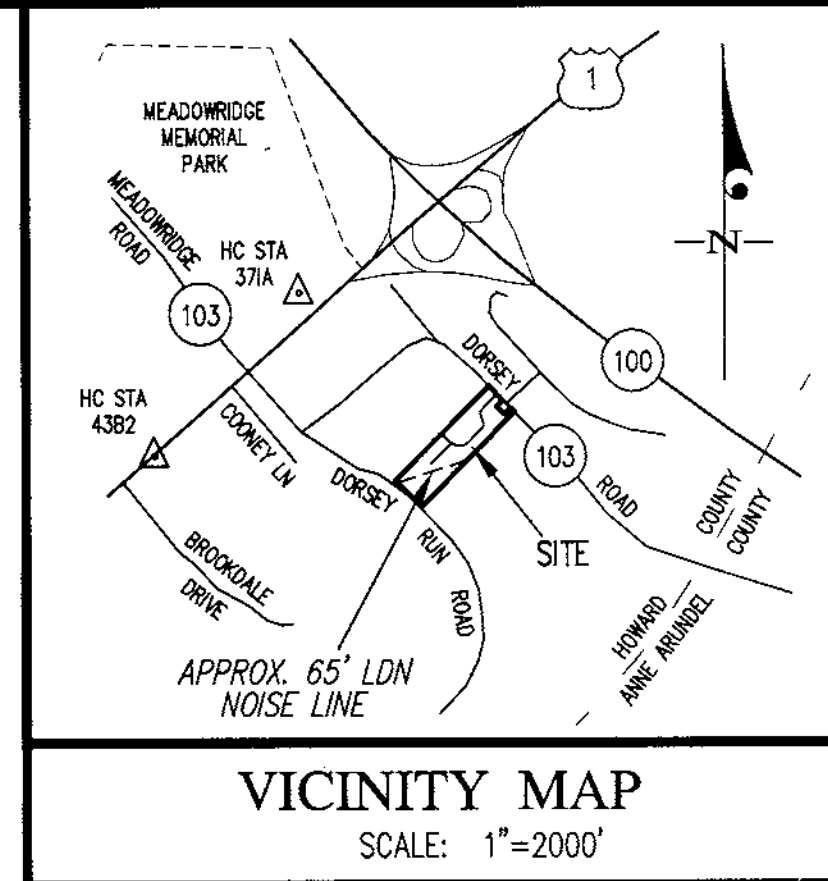 1
MEADOWRIDGE
MEMORIAL
PARK
MEADOWRIDGE
ROAD
HC STA
371A
103
N
HC STA
43B2
COONEY LN
DORSEY
100
103
ROAD
DORSEY
RUN
ROAD
SITE
COUNTY
COUNTY
HOWARD
ANNE ARUNDEL
BROOKDALE
DRIVE
APPROX. 65' LDN
NOISE LINE
VICINITY MAP
SCALE: 1"=2000'